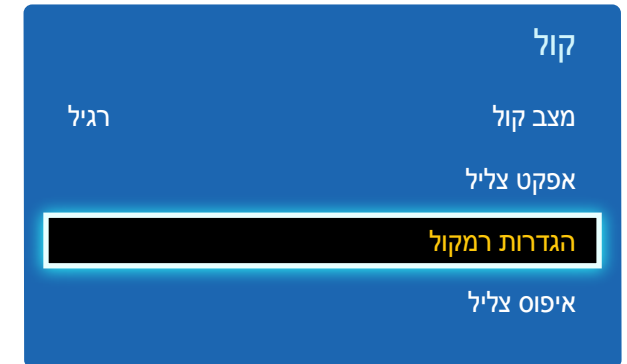 קול
מצב קול רגיל
אפקט צליל
הגדרות רמקול
איפוס צליל